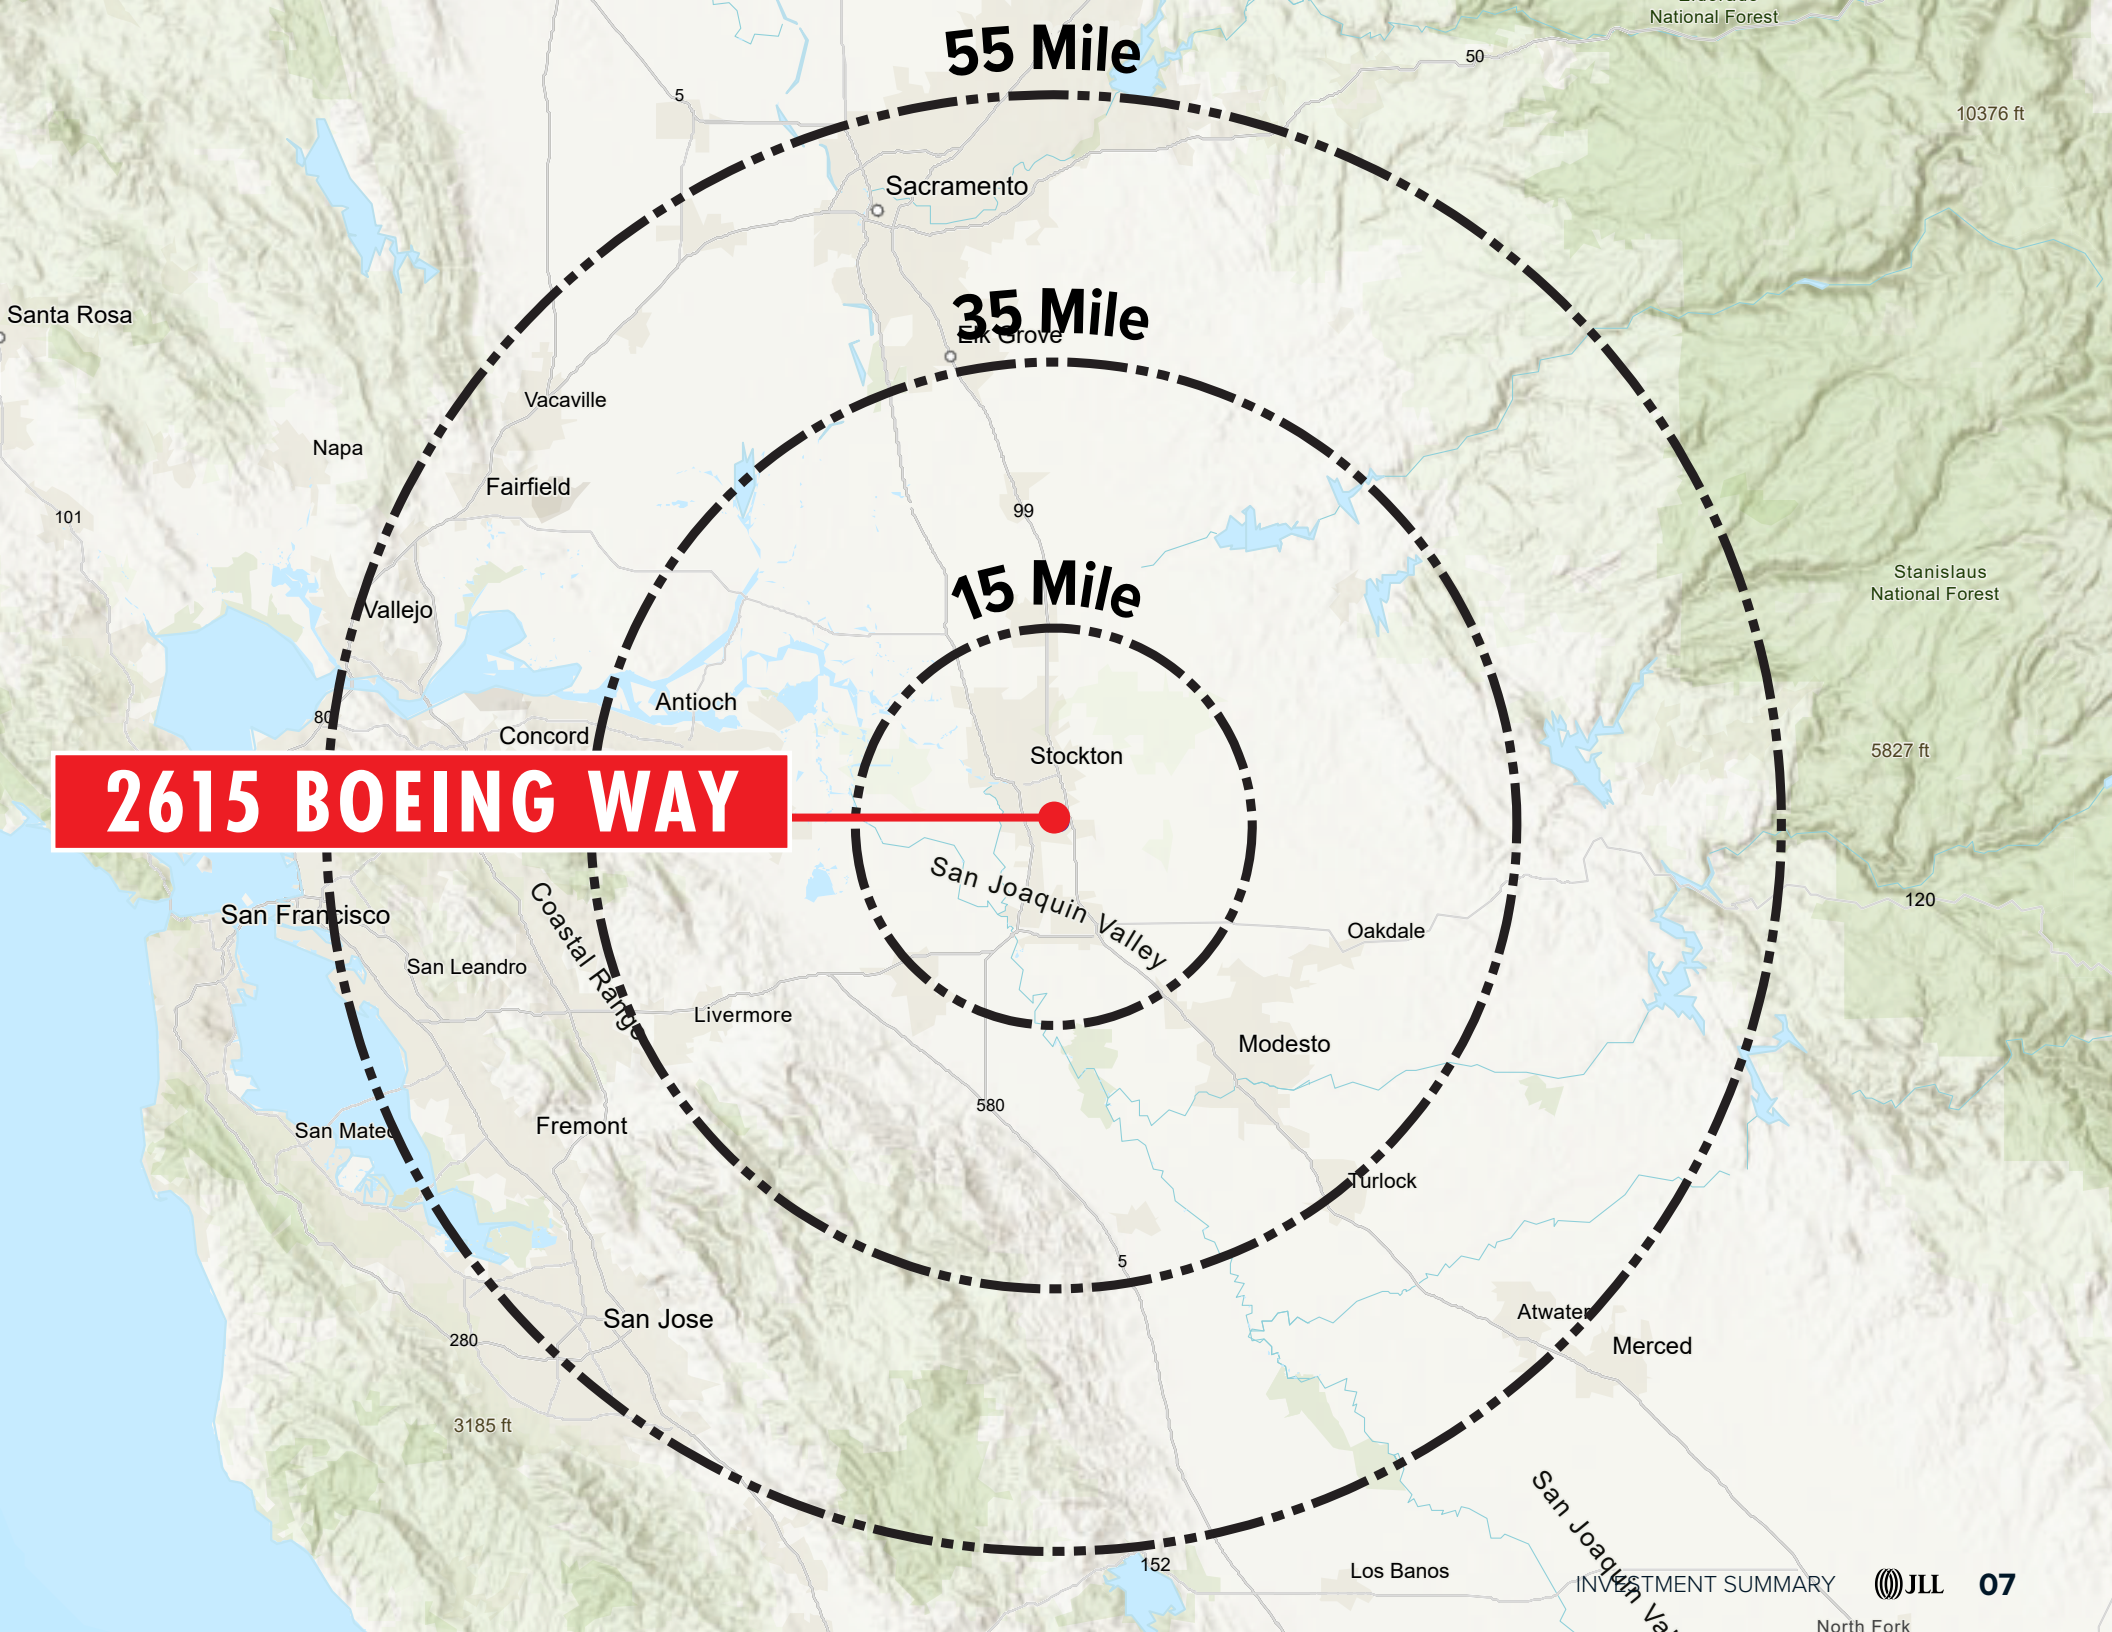 Eldorado
National Forest
55 Mile
50
5
10376 ft
Sacramento
35 Mile
Santa Rosa
Elk Grove
Vacaville
Napa
Fairfield
99
101
Stanislaus
National Forest
15 Mile
Vallejo
Antioch
80
Concord
Stockton
5827 ft
2615 BOEING WAY
San Joaquin Valley
120
San Francisco
Coastal Range
Oakdale
San Leandro
Livermore
Modesto
580
Fremont
San Mateo
Turlock
5
Atwater
San Jose
280
Merced
3185 ft
152
Los Banos
San Joaquin Val
INVESTMENT SUMMARY
JLL
07
North Fork